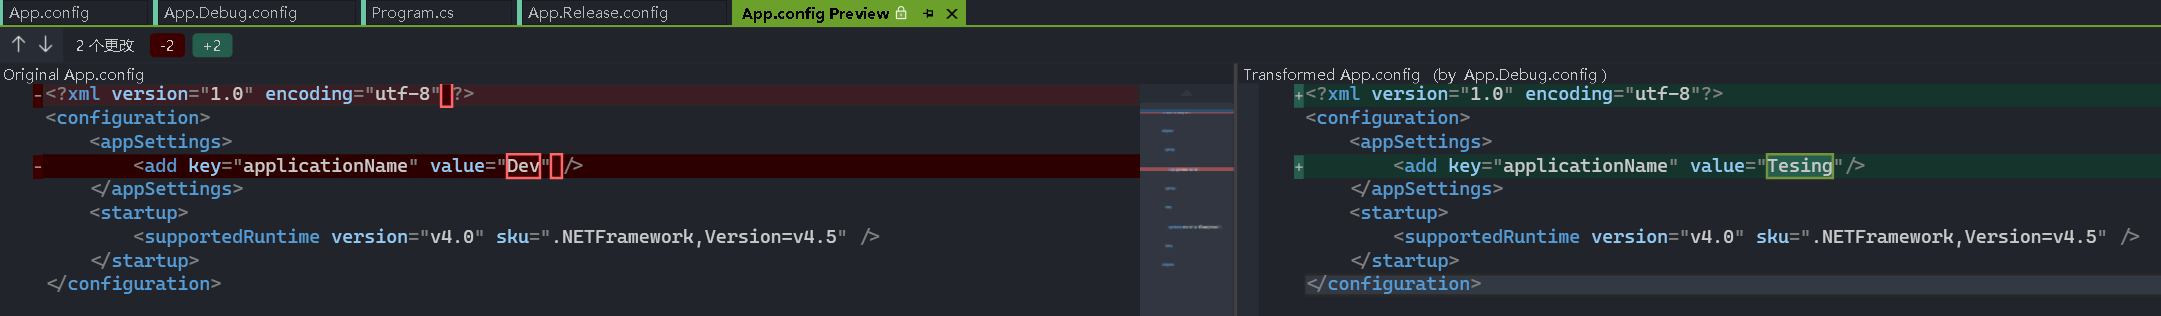 App.config App.Debug.config Program.cs App.Release.config App.config Preview
2 个更改 -2 +2
Original App.config
-<?xml version="1.0" encoding="utf-8" ?>
<configuration>
    <appSettings>
-        <add key="applicationName" value="Dev" />
    </appSettings>
    <startup>
        <supportedRuntime version="v4.0" sku=".NETFramework,Version=v4.5" />
    </startup>
</configuration>
Transformed App.config (by App.Debug.config )
+<?xml version="1.0" encoding="utf-8"?>
<configuration>
    <appSettings>
+        <add key="applicationName" value="Tesing"/>
    </appSettings>
    <startup>
        <supportedRuntime version="v4.0" sku=".NETFramework,Version=v4.5" />
    </startup>
</configuration>